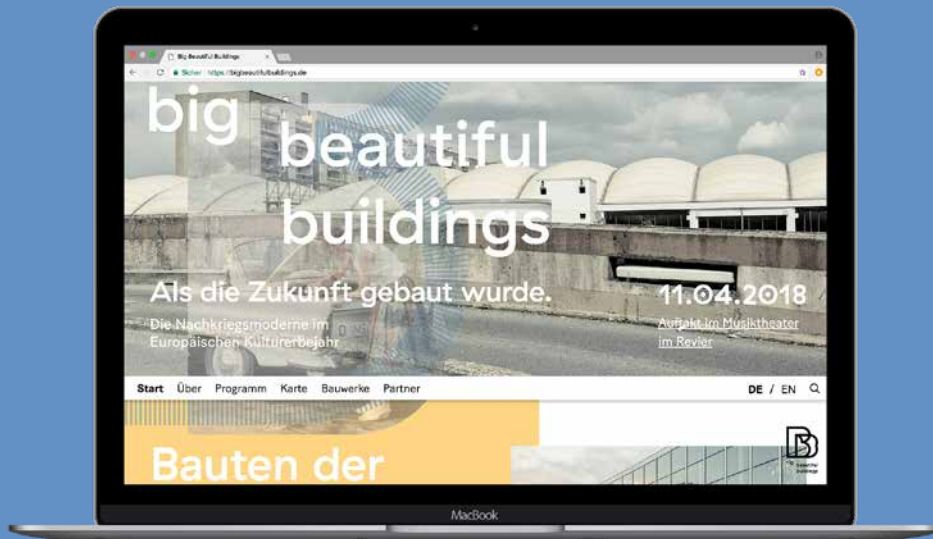 Big Beautiful Buildings
Sicher https://bigbeautifulbuildings.de
big
beautiful
buildings
Als die Zukunft gebaut wurde.
Die Nachkriegsmoderne im
Europäischen Kulturerbejahr
11.04.2018
Auftakt im Musiktheater
im Revier
Start Über Programm Karte Bauwerke Partner
DE / EN
Bauten der
beautiful
buildings
MacBook